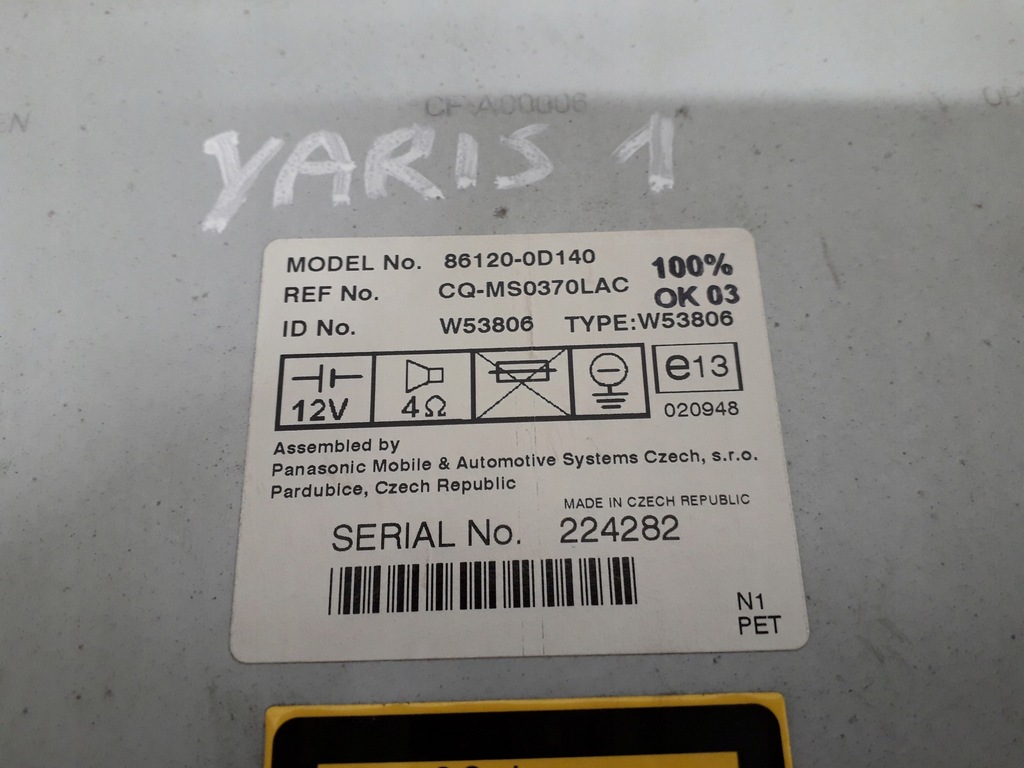 CF-A00006
YARIS 1
MODEL No. 86120-0D140
100%
REF No. CQ-MS0370LAC
OK 03
ID No. W53806 TYPE:W53806
12V
4Ω
e13
020948
Assembled by
Panasonic Mobile & Automotive Systems Czech, s.r.o.
Pardubice, Czech Republic
MADE IN CZECH REPUBLIC
SERIAL No. 224282
N1
PET